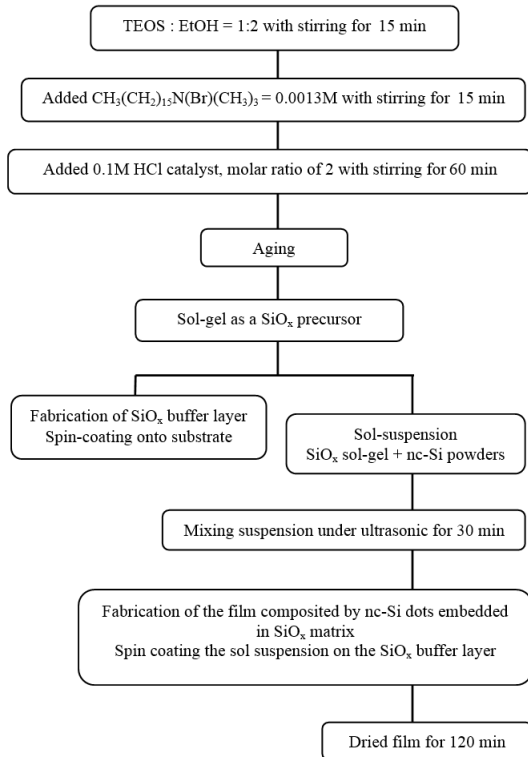 TEOS : EtOH = 1:2 with stirring for 15 min
Added CH₃(CH₂)₁₅N(Br)(CH₃)₃ = 0.0013M with stirring for 15 min
Added 0.1M HCl catalyst, molar ratio of 2 with stirring for 60 min
Aging
Sol-gel as a SiOₓ precursor
Fabrication of SiOₓ buffer layer
Spin-coating onto substrate
Sol-suspension
SiOₓ sol-gel + nc-Si powders
Mixing suspension under ultrasonic for 30 min
Fabrication of the film composited by nc-Si dots embedded
in SiOₓ matrix
Spin coating the sol suspension on the SiOₓ buffer layer
Dried film for 120 min